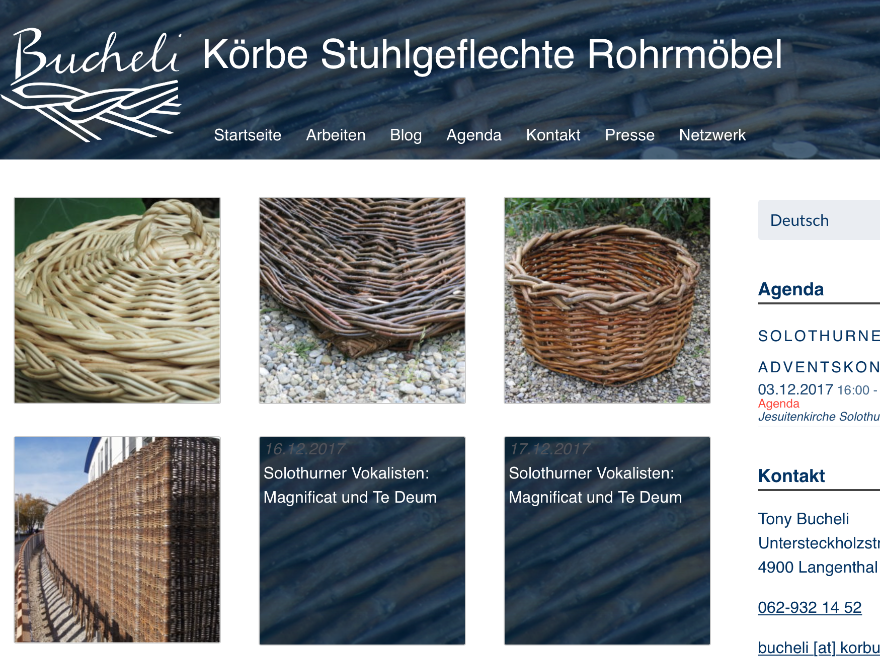 Bucheli
Körbe Stuhlgeflechte Rohrmöbel
Startseite Arbeiten Blog Agenda Kontakt Presse Netzwerk
Deutsch
Agenda
SOLOTHURNE
ADVENTSKON
03.12.2017 16:00 -
Agenda
Jesuitenkirche Solothu
16.12.2017
Solothurner Vokalisten:
Magnificat und Te Deum
17.12.2017
Solothurner Vokalisten:
Magnificat und Te Deum
Kontakt
Tony Bucheli
Untersteckholzstr
4900 Langenthal
062-932 14 52
bucheli [at] korbu